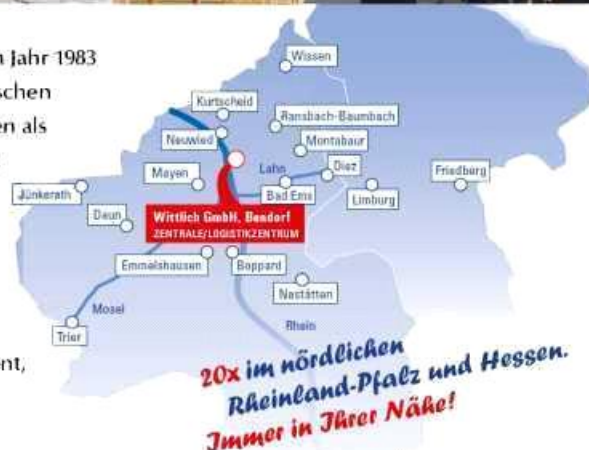 Jahr 1983
schen
en als
Wissen
Kurtscheid
Ransbach-Baumbach
Neuwied
Montabaur
Mayen
Lahn
Diez
Friedberg
Jünkerath
Bad Ems
Limburg
Daun
Wittlich GmbH, Bendorf
ZENTRALE/LOGISTIKZENTRUM
Emmelshausen
Boppard
Nastätten
Mosel
Rhein
Trier
nt,
20x im nördlichen
Rheinland-Pfalz und Hessen.
Immer in Ihrer Nähe!